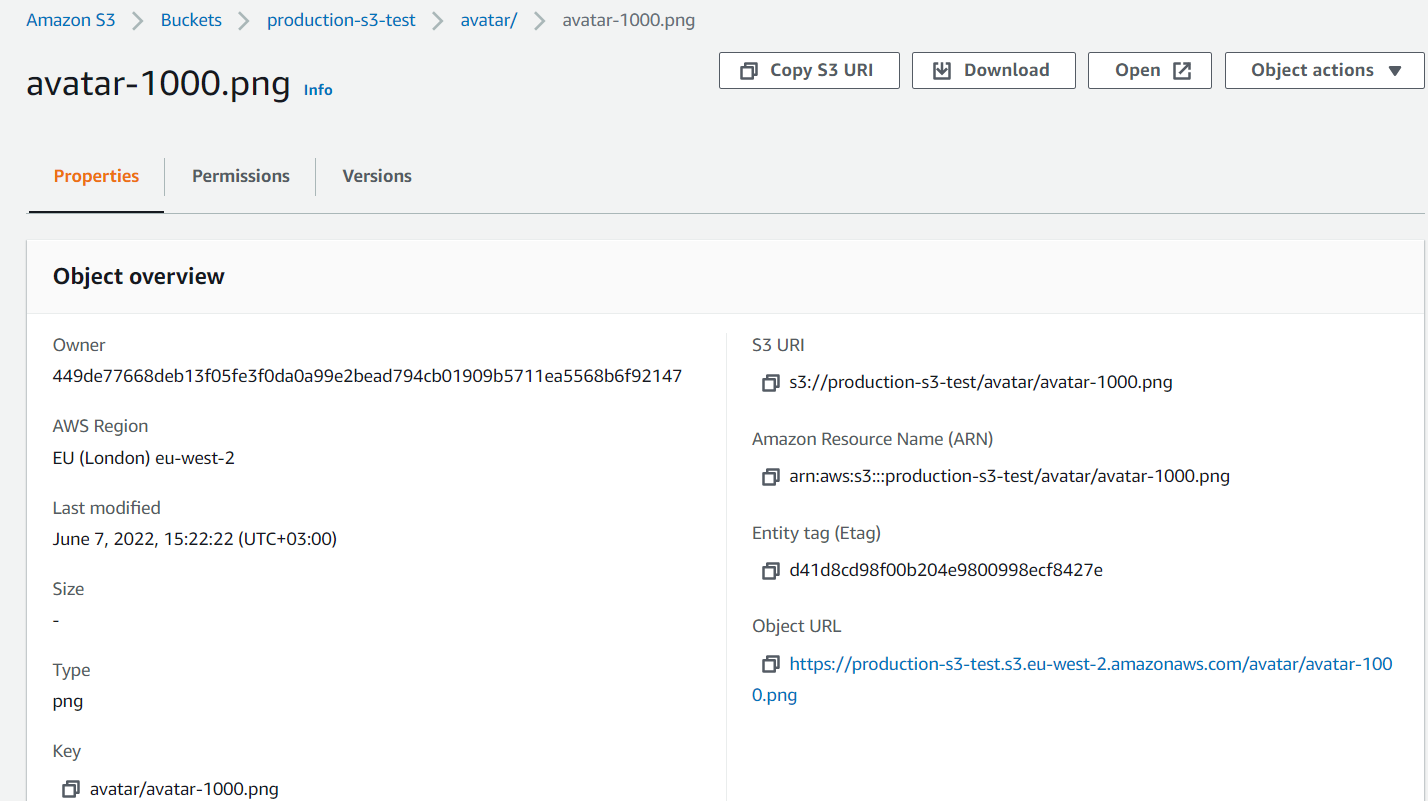 Amazon S3 > Buckets > production-s3-test > avatar/ > avatar-1000.png
avatar-1000.png Info
Copy S3 URI Download Open Object actions
Properties Permissions Versions
Object overview
Owner
449de77668deb13f05fe3f0da0a99e2bead794cb01909b5711ea5568b6f92147
AWS Region
EU (London) eu-west-2
Last modified
June 7, 2022, 15:22:22 (UTC+03:00)
Size
-
Type
png
Key
avatar/avatar-1000.png
S3 URI
s3://production-s3-test/avatar/avatar-1000.png
Amazon Resource Name (ARN)
arn:aws:s3:::production-s3-test/avatar/avatar-1000.png
Entity tag (Etag)
d41d8cd98f00b204e9800998ecf8427e
Object URL
https://production-s3-test.s3.eu-west-2.amazonaws.com/avatar/avatar-100
0.png